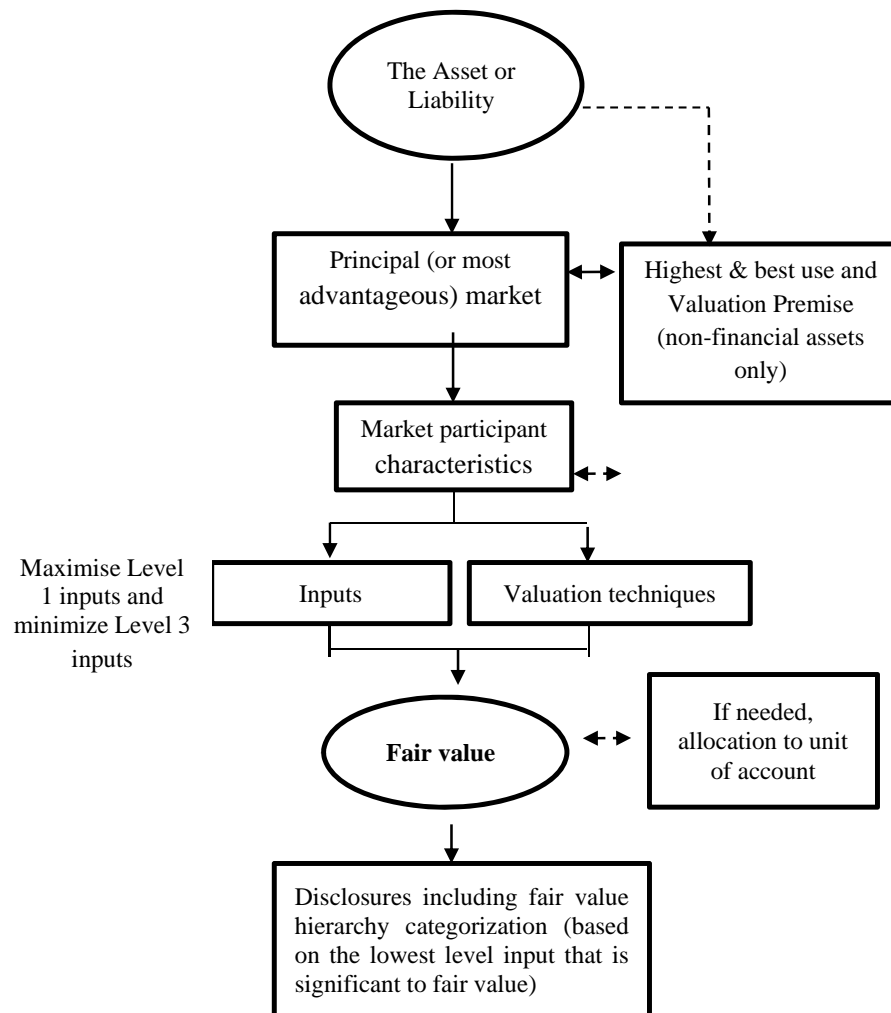 The Asset or
Liability
Principal (or most
advantageous) market
Highest & best use and
Valuation Premise
(non-financial assets
only)
Market participant
characteristics
Maximise Level
1 inputs and
minimize Level 3
inputs
Inputs
Valuation techniques
Fair value
If needed,
allocation to unit
of account
Disclosures including fair value
hierarchy categorization (based
on the lowest level input that is
significant to fair value)